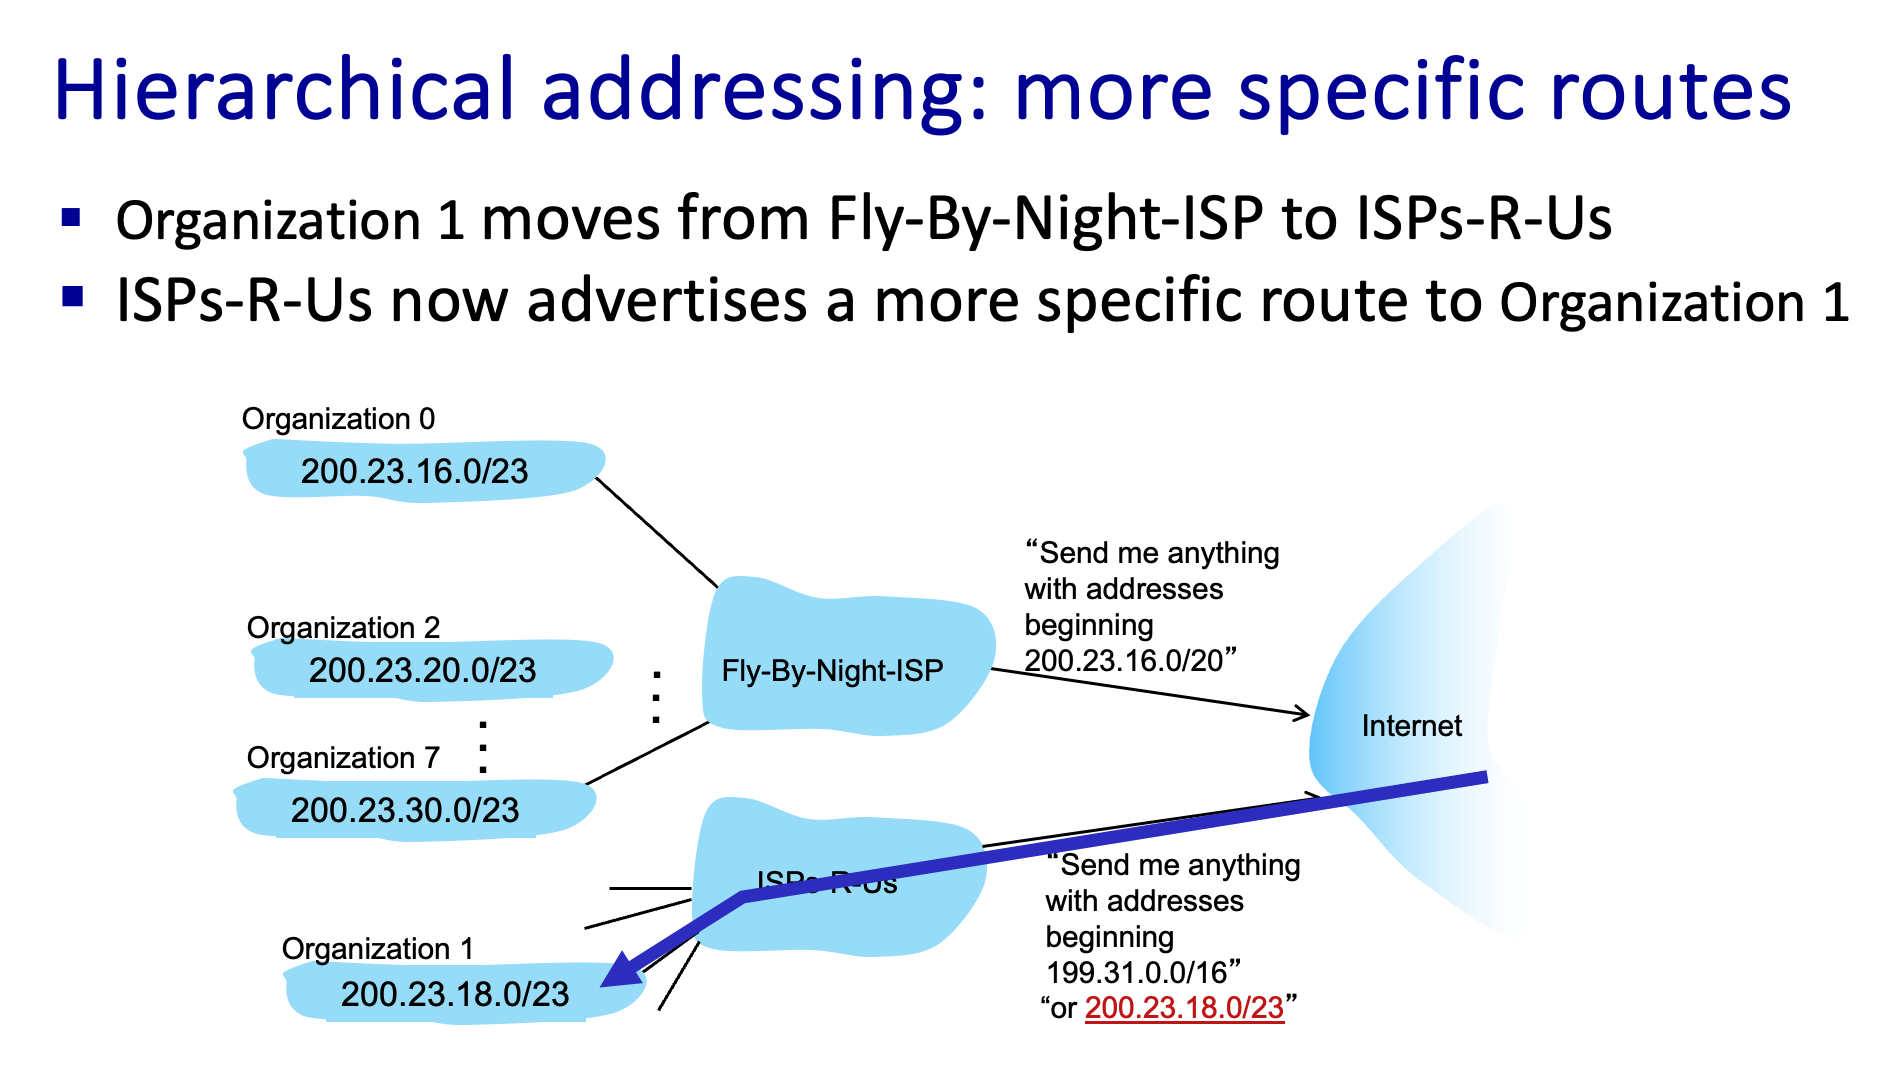 Hierarchical addressing: more specific routes
Organization 1 moves from Fly-By-Night-ISP to ISPs-R-Us
ISPs-R-Us now advertises a more specific route to Organization 1
Organization 0
200.23.16.0/23
Organization 2
200.23.20.0/23
Organization 7
200.23.30.0/23
Fly-By-Night-ISP
“Send me anything
with addresses
beginning
200.23.16.0/20”
Internet
ISPs-R-Us
Organization 1
200.23.18.0/23
“Send me anything
with addresses
beginning
199.31.0.0/16”
“or 200.23.18.0/23”